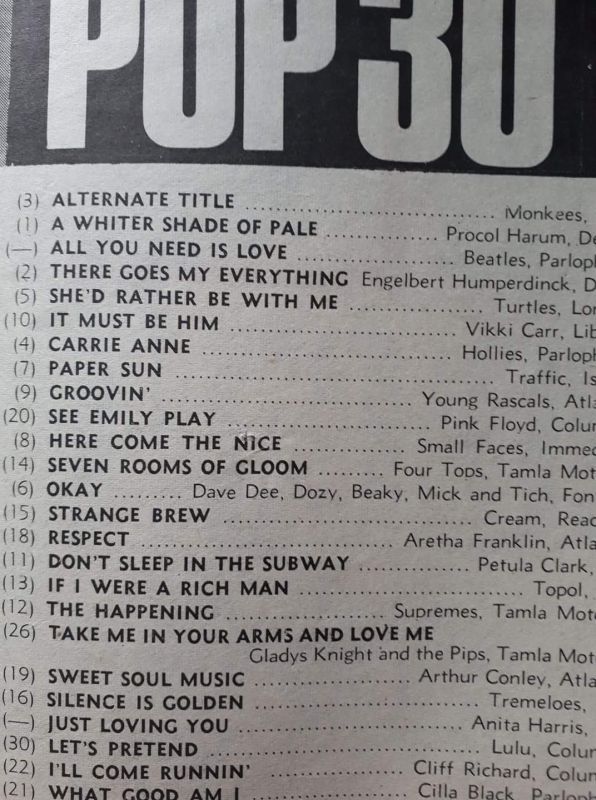 POP 30
(3) ALTERNATE TITLE ................................ Monkees,
(1) A WHITER SHADE OF PALE ............... Procol Harum,
(—) ALL YOU NEED IS LOVE .................. Beatles,
(2) THERE GOES MY EVERYTHING Engelbert Humperdinck,
(5) SHE'D RATHER BE WITH ME ................. Turtles,
(10) IT MUST BE HIM .............................. Vikki Carr,
(4) CARRIE ANNE ................................. Hollies,
(7) PAPER SUN ......................................... Traffic,
(9) GROOVIN' .................................. Young Rascals,
(20) SEE EMILY PLAY .......................... Pink Floyd,
(8) HERE COME THE NICE .............. Small Faces,
(14) SEVEN ROOMS OF GLOOM ......... Four Tops, Tamla
(6) OKAY ......... Dave Dee, Dozy, Beaky, Mick and Tich,
(15) STRANGE BREW ................................ Cream,
(18) RESPECT ................................ Aretha Franklin,
(11) DON'T SLEEP IN THE SUBWAY .............. Petula Clark,
(13) IF I WERE A RICH MAN .............................. Topol,
(12) THE HAPPENING .................... Supremes, Tamla
(26) TAKE ME IN YOUR ARMS AND LOVE ME
Gladys Knight and the Pips, Tamla
(19) SWEET SOUL MUSIC .................. Arthur Conley,
(16) SILENCE IS GOLDEN ........................ Tremeloes,
(—) JUST LOVING YOU ........................ Anita Harris,
(30) LET'S PRETEND ................................ Lulu,
(22) I'LL COME RUNNIN' .................. Cliff Richard,
(21) WHAT GOOD AM I .................. Cilla Black,